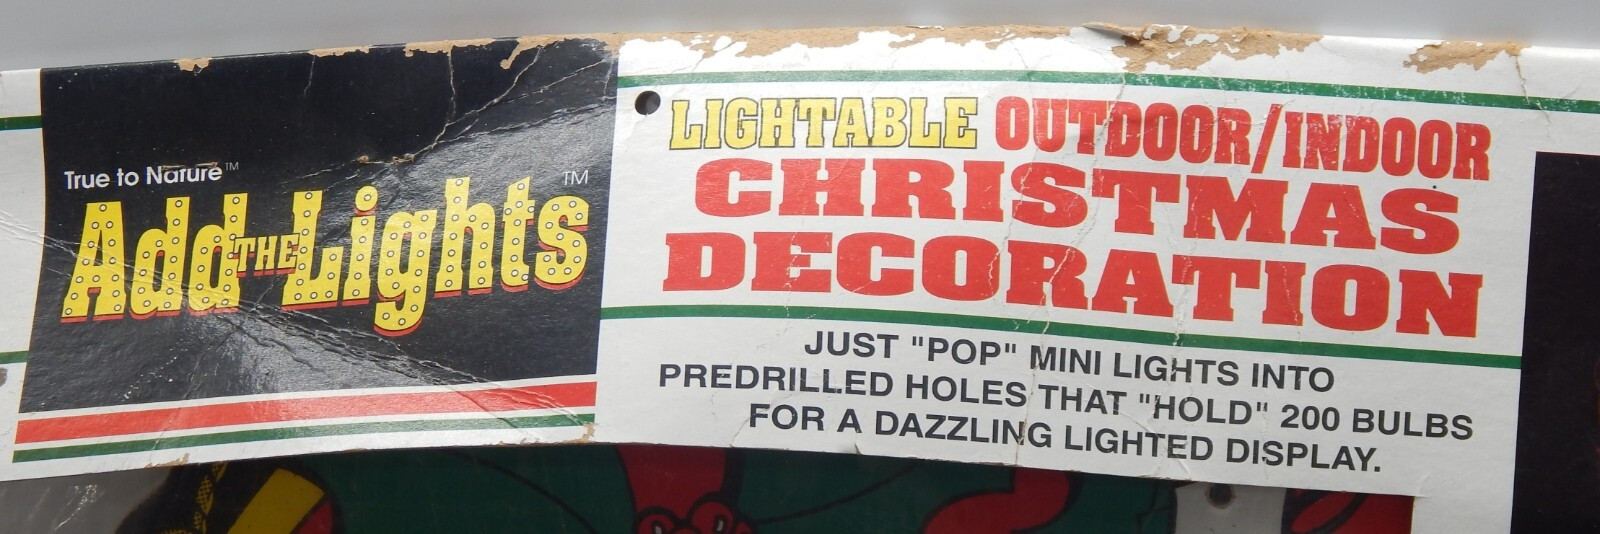 True to Nature™
Add THE Lights™
LIGHTABLE OUTDOOR/INDOOR
CHRISTMAS
DECORATION
JUST "POP" MINI LIGHTS INTO
PREDRILLED HOLES THAT "HOLD" 200 BULBS
FOR A DAZZLING LIGHTED DISPLAY.